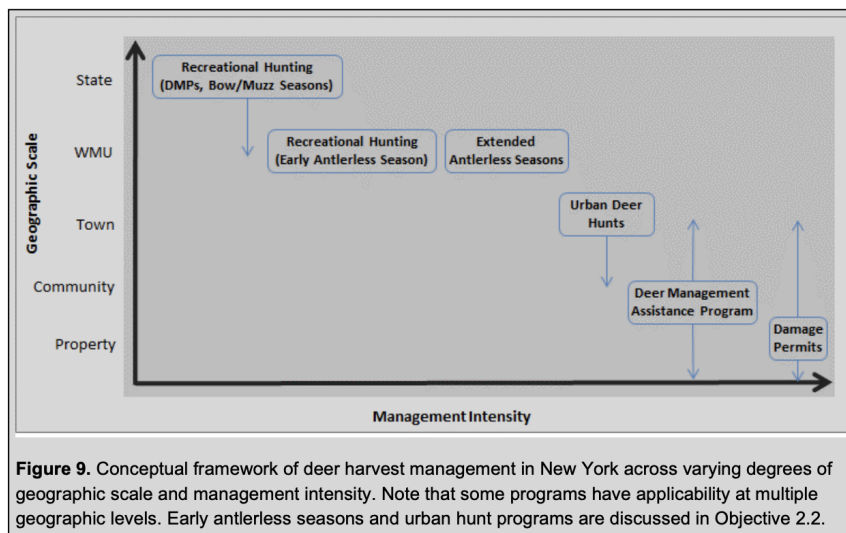 Geographic Scale
State
WMU
Town
Community
Property
Recreational Hunting
(DMPs, Bow/Muzz Seasons)
Recreational Hunting
(Early Antlerless Season)
Extended
Antlerless Seasons
Urban Deer
Hunts
Deer Management
Assistance Program
Damage
Permits
Management Intensity
Figure 9. Conceptual framework of deer harvest management in New York across varying degrees of
geographic scale and management intensity. Note that some programs have applicability at multiple
geographic levels. Early antlerless seasons and urban hunt programs are discussed in Objective 2.2.